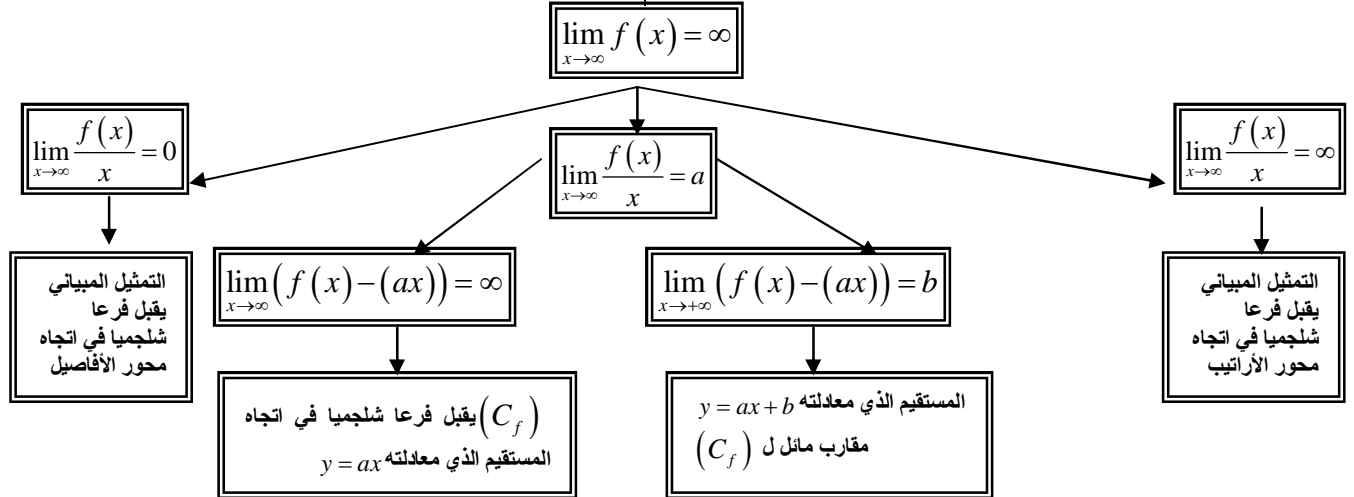 lim_{x→∞} f(x) = ∞
lim_{x→∞} f(x)/x = 0
lim_{x→∞} f(x)/x = a
lim_{x→∞} f(x)/x = ∞
التمثيل المبياني
يقبل فرعا
شلجميا في اتجاه
محور الأفاصيل
lim_{x→∞} (f(x)-(ax)) = ∞
lim_{x→+∞} (f(x)-(ax)) = b
التمثيل المبياني
يقبل فرعا
شلجميا في اتجاه
محور الأراتيب
(C_f) يقبل فرعا شلجميا في اتجاه
المستقيم الذي معادلته y = ax
المستقيم الذي معادلته y = ax + b
مقارب مائل ل (C_f)